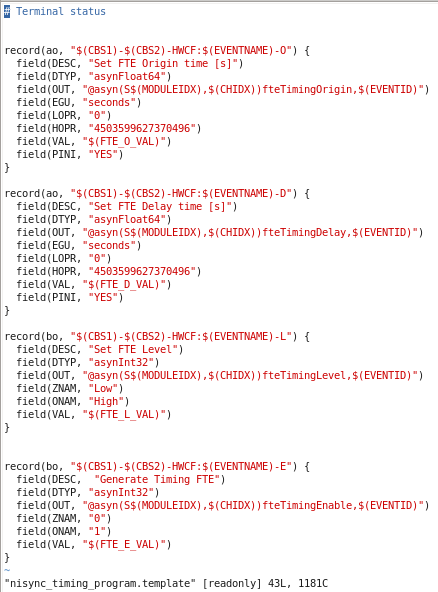 # Terminal status
record(ao, "$(CBS1)-$(CBS2)-HWCF:$(EVENTNAME)-O") {
  field(DESC, "Set FTE Origin time [s]")
  field(DTYP, "asynFloat64")
  field(OUT, "@asyn(S$(MODULEIDX),$(CHIDX))fteTimingOrigin,$(EVENTID)")
  field(EGU, "seconds")
  field(LOPR, "0")
  field(HOPR, "4503599627370496")
  field(VAL, "$(FTE_O_VAL)")
  field(PINI, "YES")
}
record(ao, "$(CBS1)-$(CBS2)-HWCF:$(EVENTNAME)-D") {
  field(DESC, "Set FTE Delay time [s]")
  field(DTYP, "asynFloat64")
  field(OUT, "@asyn(S$(MODULEIDX),$(CHIDX))fteTimingDelay,$(EVENTID)")
  field(EGU, "seconds")
  field(LOPR, "0")
  field(HOPR, "4503599627370496")
  field(VAL, "$(FTE_D_VAL)")
  field(PINI, "YES")
}
record(bo, "$(CBS1)-$(CBS2)-HWCF:$(EVENTNAME)-L") {
  field(DESC, "Set FTE Level")
  field(DTYP, "asynInt32")
  field(OUT, "@asyn(S$(MODULEIDX),$(CHIDX))fteTimingLevel,$(EVENTID)")
  field(ZNAM, "Low")
  field(ONAM, "High")
  field(VAL, "$(FTE_L_VAL)")
}
record(bo, "$(CBS1)-$(CBS2)-HWCF:$(EVENTNAME)-E") {
  field(DESC,  "Generate Timing FTE")
  field(DTYP, "asynInt32")
  field(OUT, "@asyn(S$(MODULEIDX),$(CHIDX))fteTimingEnable,$(EVENTID)")
  field(ZNAM, "0")
  field(ONAM, "1")
  field(VAL, "$(FTE_E_VAL)")
}
~
"nisync_timing_program.template" [readonly] 43L, 1181C